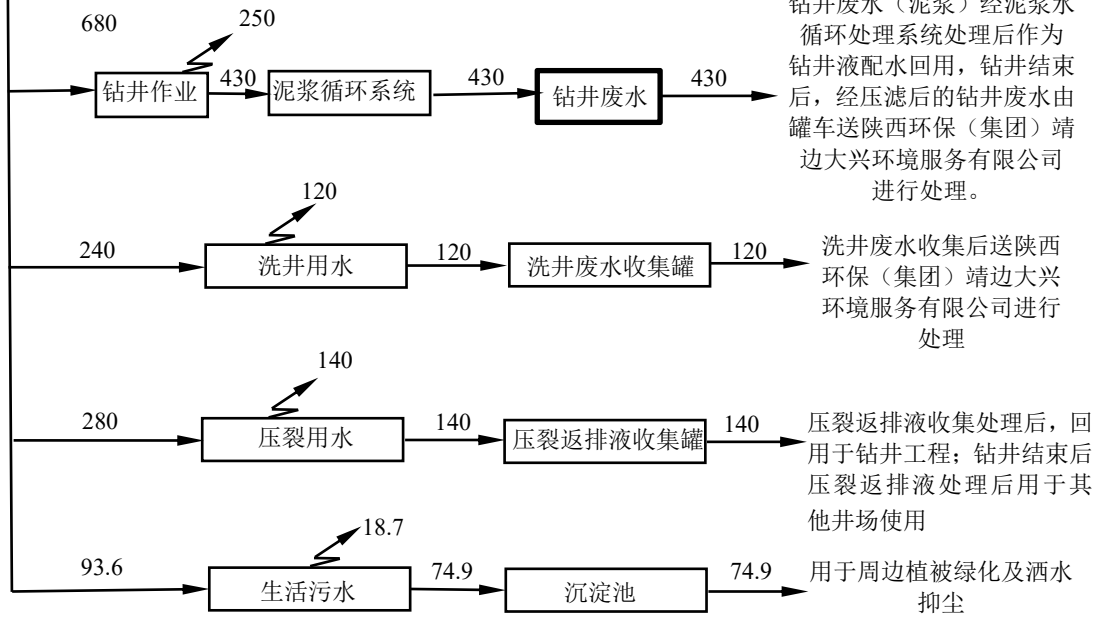 钻井废水（泥浆）经泥浆水
循环处理系统处理后作为
钻井液配水回用，钻井结束
后，经压滤后的钻井废水由
罐车送陕西环保（集团）靖
边大兴环境服务有限公司
进行处理。
680
250
钻井作业
430
泥浆循环系统
430
钻井废水
430
120
240
洗井用水
120
洗井废水收集罐
120
洗井废水收集后送陕西
环保（集团）靖边大兴
环境服务有限公司进行
处理
140
280
压裂用水
140
压裂返排液收集罐
140
压裂返排液收集处理后，回
用于钻井工程；钻井结束后
压裂返排液处理后用于其
他井场使用
18.7
93.6
生活污水
74.9
沉淀池
74.9
用于周边植被绿化及洒水
抑尘